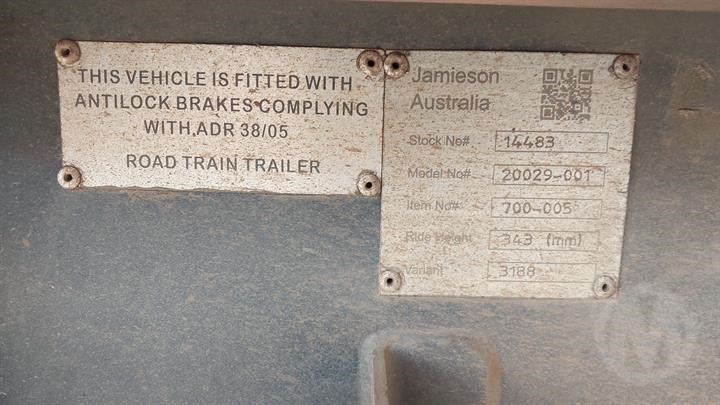 THIS VEHICLE IS FITTED WITH
ANTILOCK BRAKES COMPLYING
WITH ADR 38/05
ROAD TRAIN TRAILER
Jamieson
Australia
Stock No# 14483
Model No# 20029-001
Item No# 700-005
Ride Height 343 (mm)
Variant 3188